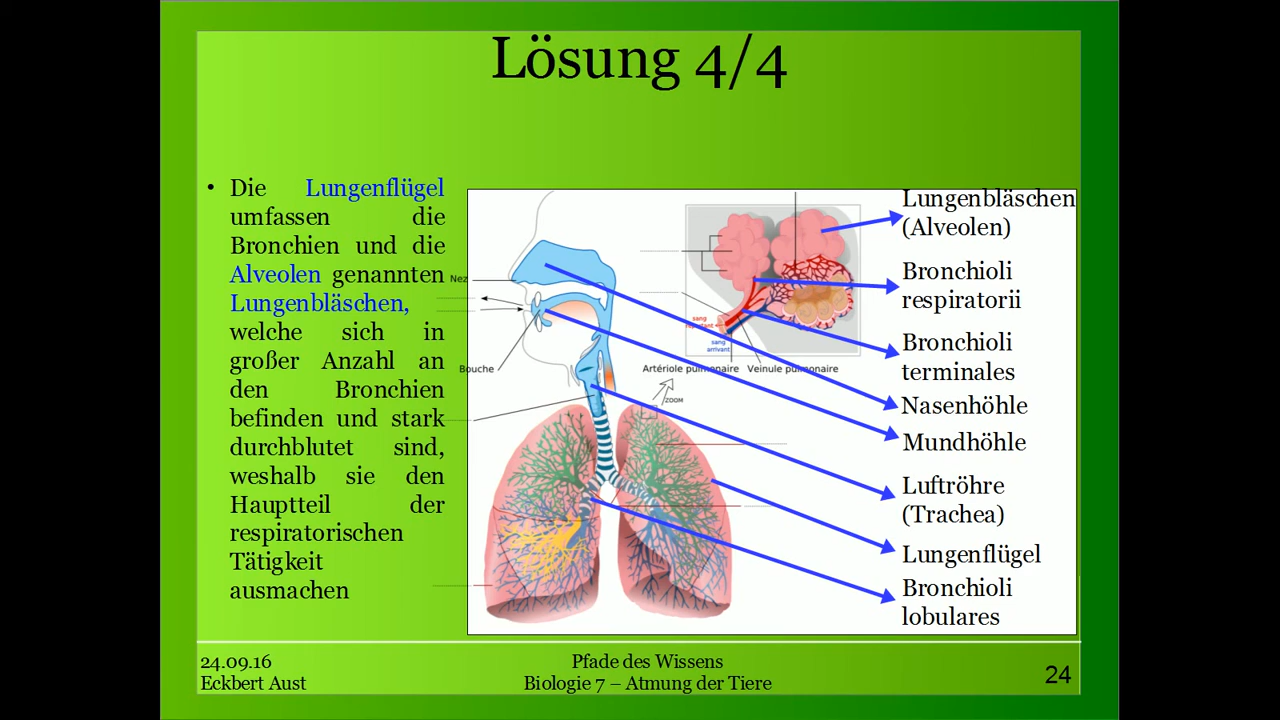 Lösung 4/4
• Die Lungenflügel
umfassen die
Bronchien und die
Alveolen genannten
Lungenbläschen,
welche sich in
großer Anzahl an
den Bronchien
befinden und stark
durchblutet sind,
weshalb sie den
Hauptteil der
respiratorischen
Tätigkeit
ausmachen
Nez
Bouche
sang
sang
arrivant
Artériole pulmonaire
Veinule pulmonaire
ZOOM
Lungenbläschen
(Alveolen)
Bronchioli
respiratorii
Bronchioli
terminales
Nasenhöhle
Mundhöhle
Luftröhre
(Trachea)
Lungenflügel
Bronchioli
lobulares
24.09.16
Eckbert Aust
Pfade des Wissens
Biologie 7 – Atmung der Tiere
24